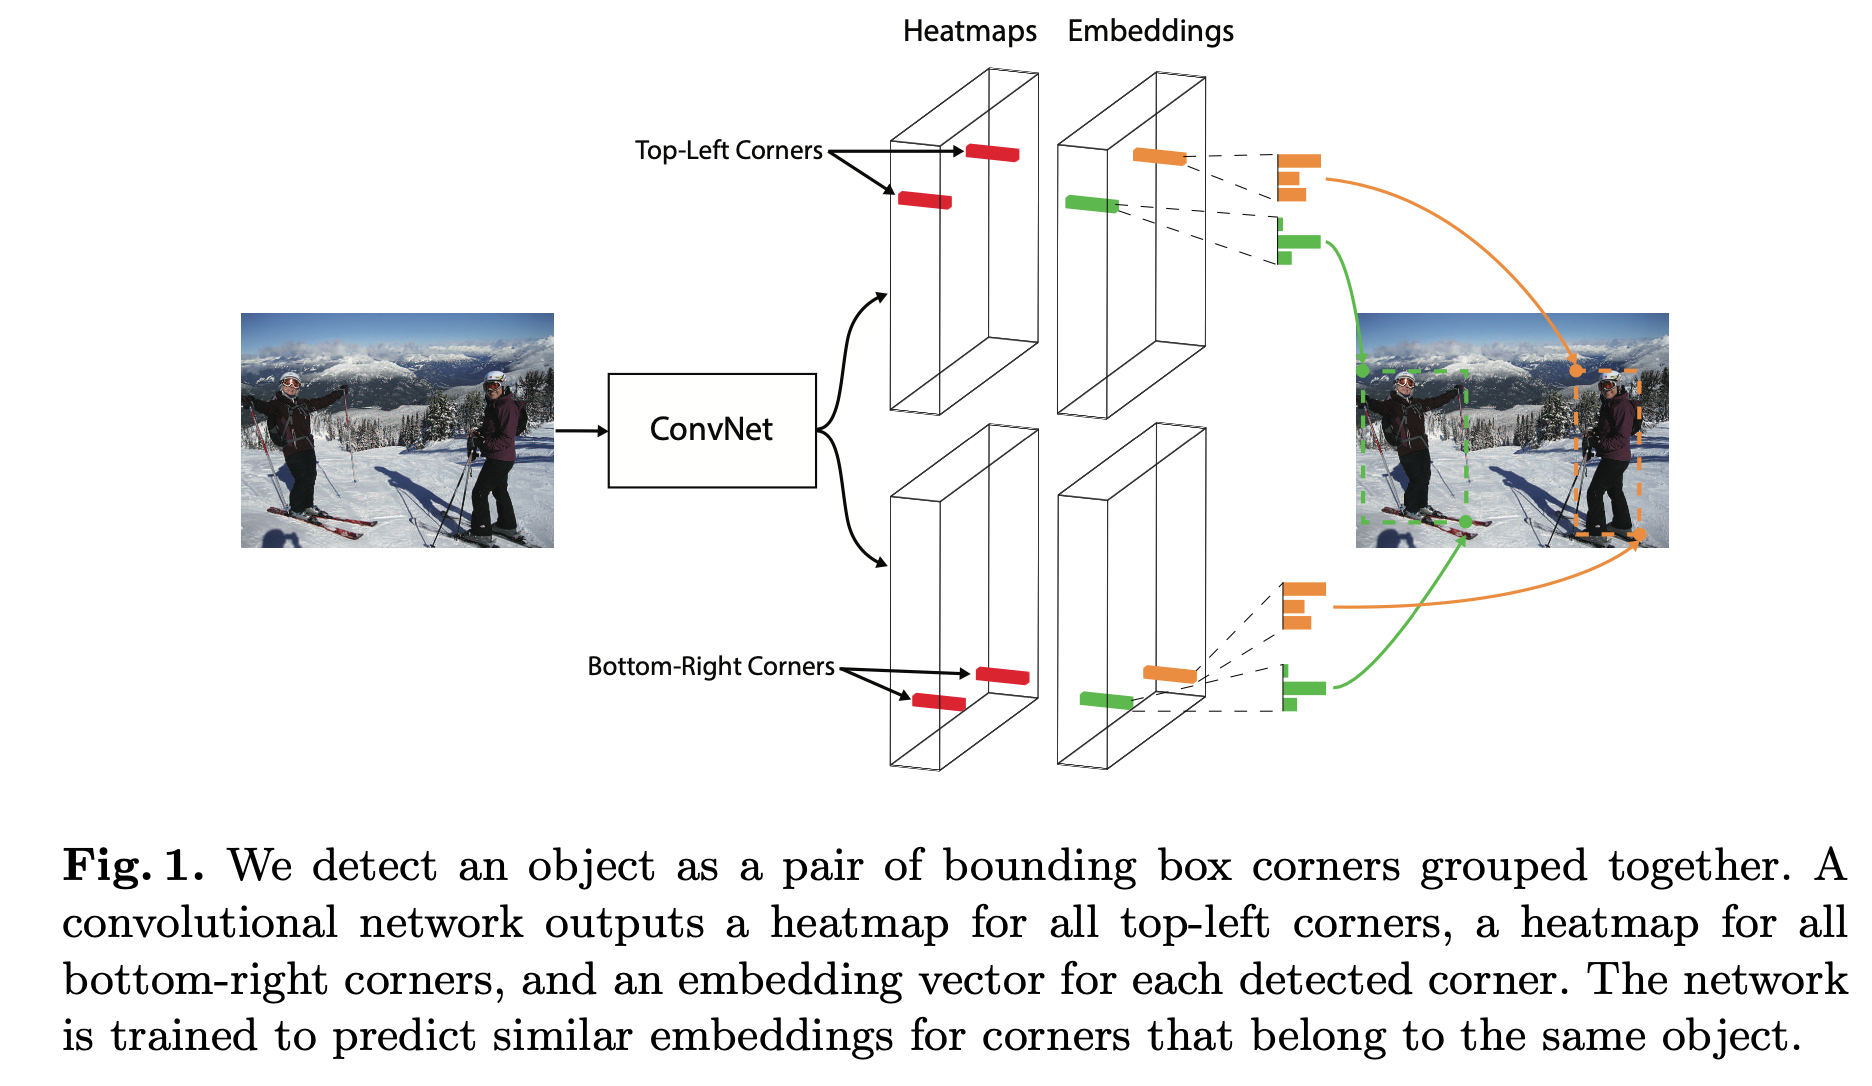 Heatmaps Embeddings
Top-Left Corners
ConvNet
Bottom-Right Corners
Fig. 1. We detect an object as a pair of bounding box corners grouped together. A
convolutional network outputs a heatmap for all top-left corners, a heatmap for all
bottom-right corners, and an embedding vector for each detected corner. The network
is trained to predict similar embeddings for corners that belong to the same object.